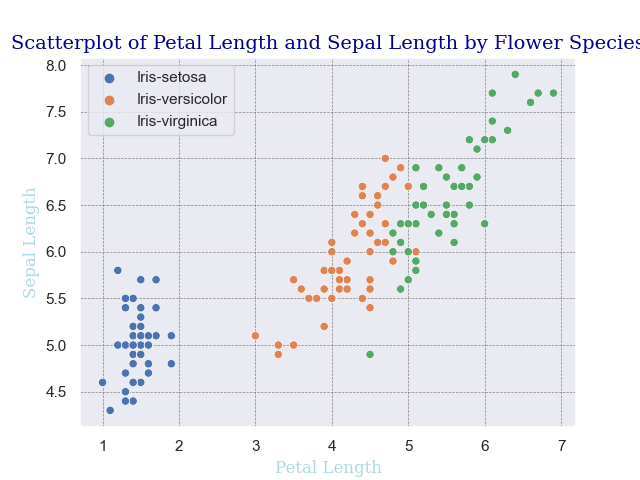 Scatterplot of Petal Length and Sepal Length by Flower Species
Iris-setosa
Iris-versicolor
Iris-virginica
8.0
7.5
7.0
6.5
6.0
5.5
5.0
4.5
Sepal Length
1 2 3 4 5 6 7
Petal Length